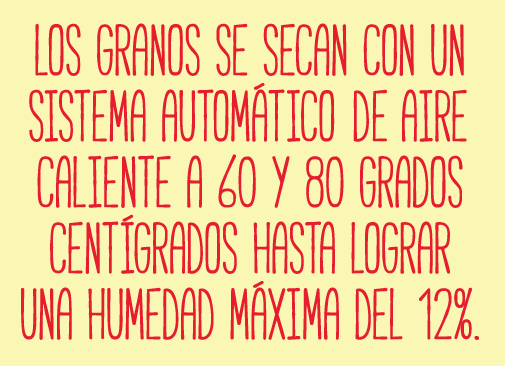 LOS GRANOS SE SECAN CON UN
SISTEMA AUTOMÁTICO DE AIRE
CALIENTE A 60 Y 80 GRADOS
CENTÍGRADOS HASTA LOGRAR
UNA HUMEDAD MÁXIMA DEL 12%.